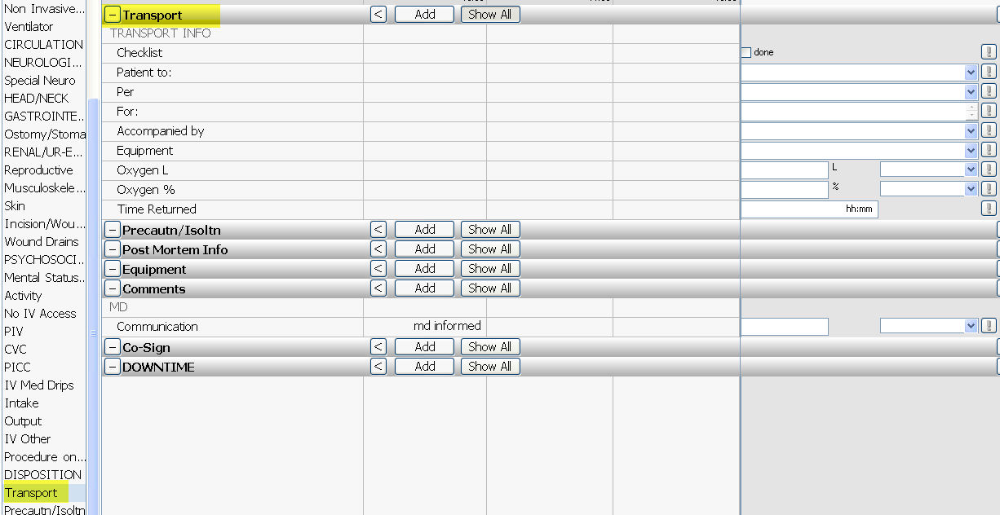 Non Invasive...
Ventilator
CIRCULATION
NEUROLOGI...
Special Neuro
HEAD/NECK
GASTROINTE...
Ostomy/Stoma
RENAL/UR-E...
Reproductive
Musculoskele...
Skin
Incision/Wou...
Wound Drains
PSYCHOSOCI...
Mental Status...
Activity
No IV Access
PIV
CVC
PICC
IV Med Drips
Intake
Output
IV Other
Procedure on...
DISPOSITION
Transport
Precautn/Isoltn
− Transport < Add Show All
TRANSPORT INFO
Checklist done
Patient to:
Per
For:
Accompanied by
Equipment
Oxygen L L
Oxygen % %
Time Returned hh:mm
− Precautn/Isoltn < Add Show All
− Post Mortem Info < Add Show All
− Equipment < Add Show All
− Comments < Add Show All
MD
Communication md informed
− Co-Sign < Add Show All
− DOWNTIME < Add Show All